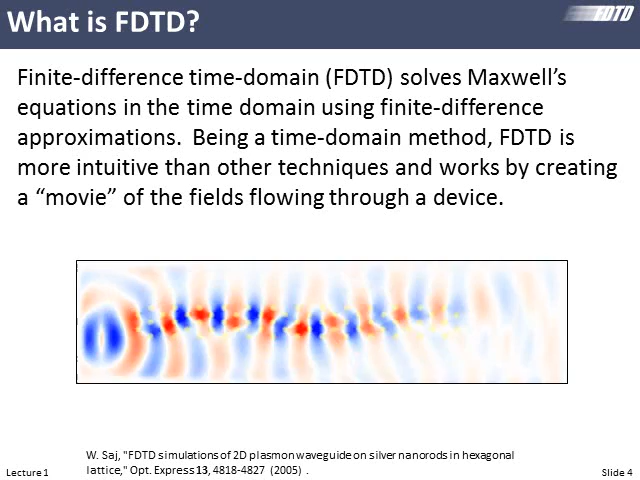 What is FDTD?
FDTD
Finite-difference time-domain (FDTD) solves Maxwell’s
equations in the time domain using finite-difference
approximations.  Being a time-domain method, FDTD is
more intuitive than other techniques and works by creating
a “movie” of the fields flowing through a device.
W. Saj, "FDTD simulations of 2D plasmon waveguide on silver nanorods in hexagonal
lattice," Opt. Express 13, 4818-4827 (2005) .
Lecture 1
Slide 4